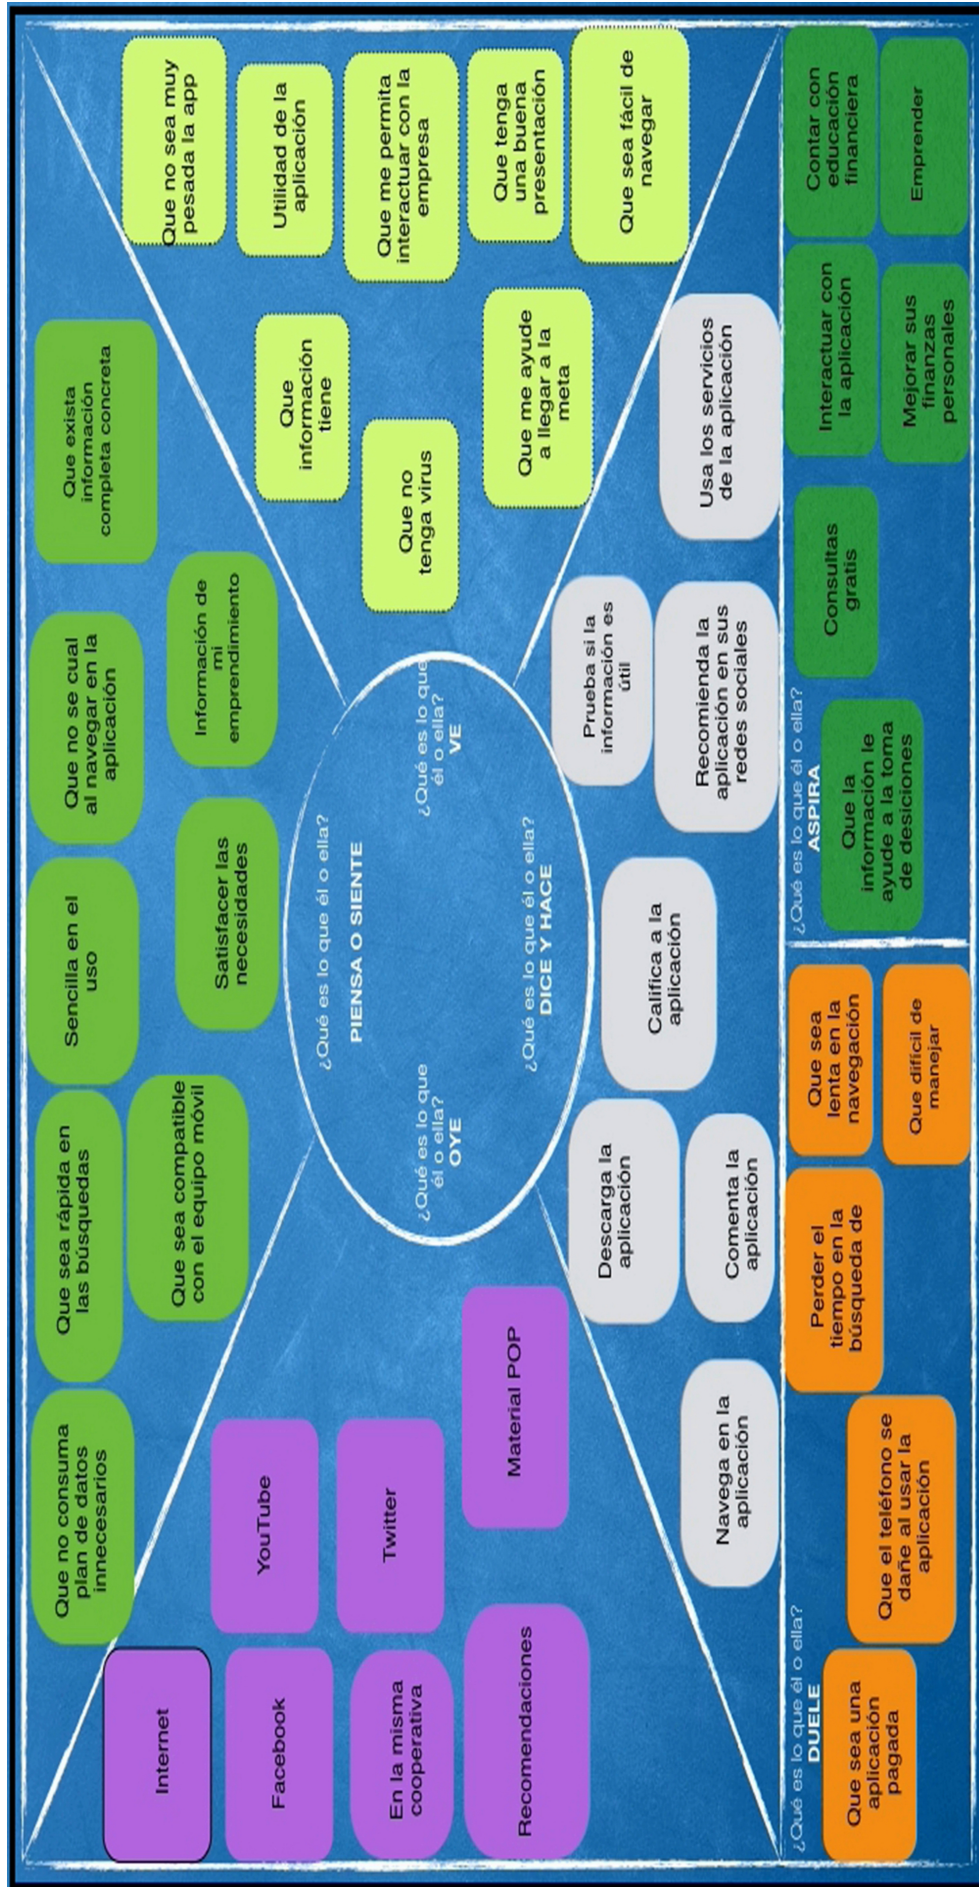 Que no consuma
plan de datos
innecesarios
Que sea rápida en
las búsquedas
Sencilla en el
uso
Que no se cual
al navegar en la
aplicación
Que exista
información
completa concreta
Que sea compatible
con el equipo móvil
Satisfacer las
necesidades
Información de
mi
emprendimiento
¿Qué es lo que él o ella?
PIENSA O SIENTE
Internet
Facebook
YouTube
En la misma
cooperativa
Twitter
Recomendaciones
Material POP
¿Qué es lo que
él o ella?
OYE
¿Qué es lo que
él o ella?
VE
Que no sea muy
pesada la app
Utilidad de la
aplicación
Que
información
tiene
Que me permita
interactuar con la
empresa
Que no
tenga virus
Que tenga
una buena
presentación
Que me ayude
a llegar a la
meta
Que sea fácil de
navegar
¿Qué es lo que él o ella?
DICE Y HACE
Navega en la
aplicación
Descarga la
aplicación
Comenta la
aplicación
Califica a la
aplicación
Prueba si la
información es
útil
Recomienda la
aplicación en sus
redes sociales
Usa los servicios
de la aplicación
¿Qué es lo que él o ella?
DUELE
Que sea una
aplicación
pagada
Que el teléfono se
dañe al usar la
aplicación
Perder el
tiempo en la
búsqueda de
Que sea
lenta en la
navegación
Que difícil de
manejar
¿Qué es lo que él o ella?
ASPIRA
Que la
información le
ayude a la toma
de desiciones
Consultas
gratis
Interactuar con
la aplicación
Mejorar sus
finanzas
personales
Contar con
educación
financiera
Emprender